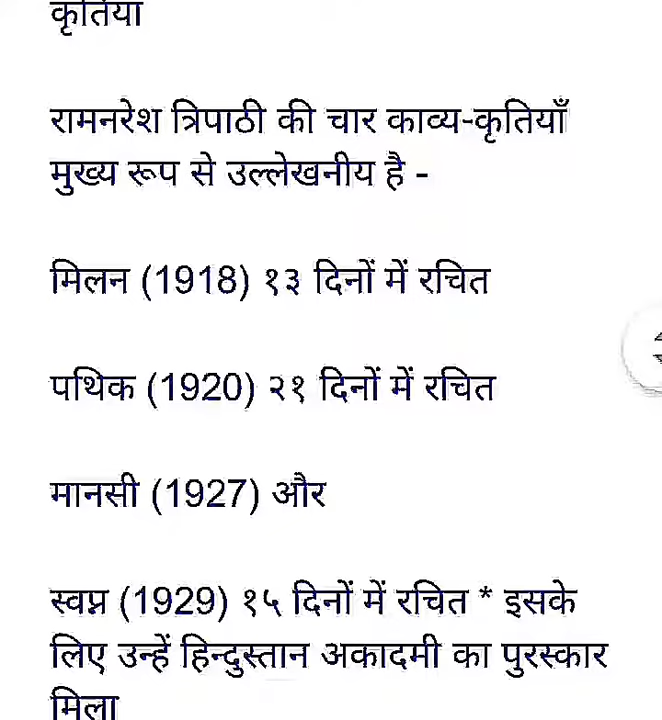 कृतियाँ
रामनरेश त्रिपाठी की चार काव्य-कृतियाँ
मुख्य रूप से उल्लेखनीय है -
मिलन (1918) १३ दिनों में रचित
पथिक (1920) २१ दिनों में रचित
मानसी (1927) और
स्वप्न (1929) १५ दिनों में रचित * इसके
लिए उन्हें हिन्दुस्तान अकादमी का पुरस्कार
मिला